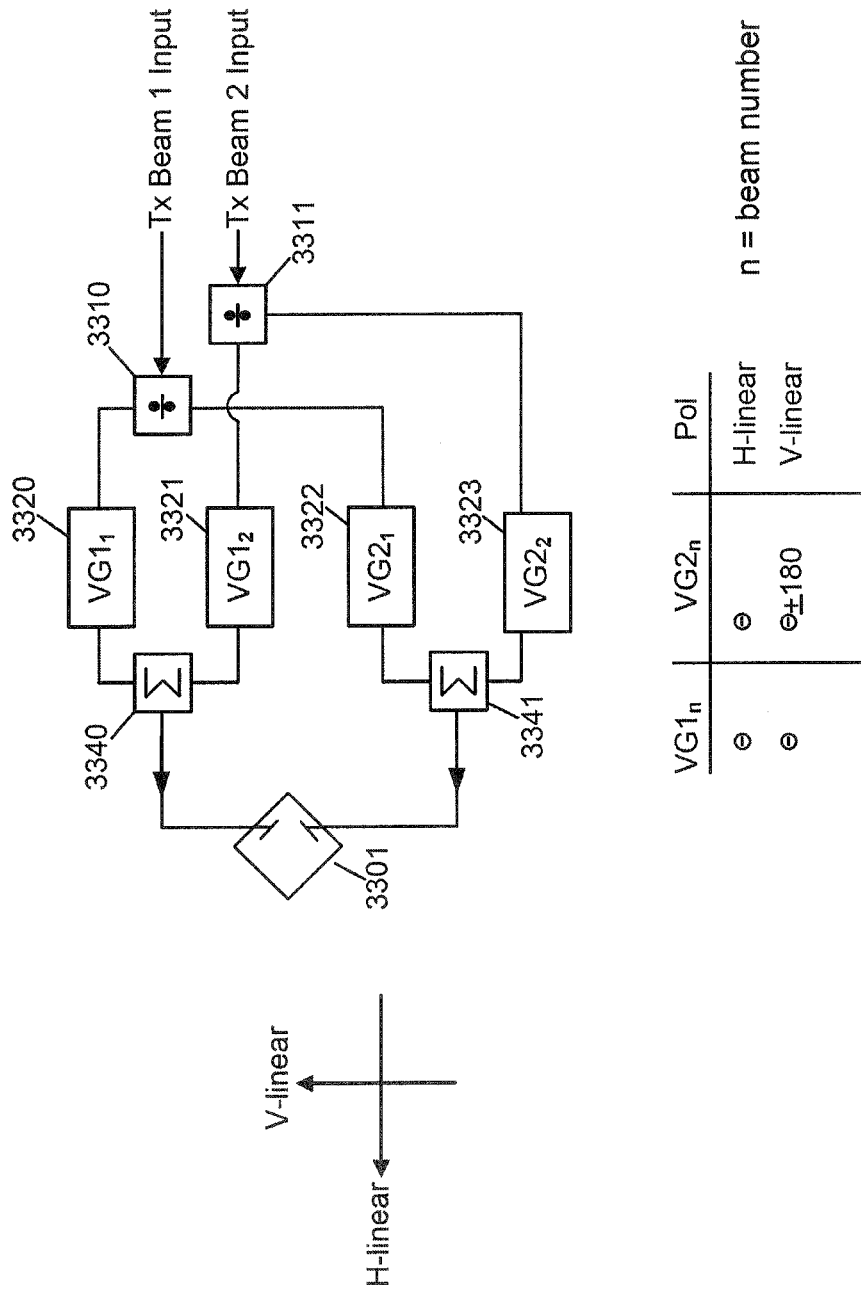 Tx Beam 1 Input
Tx Beam 2 Input
3310
3311
3320
VG1₁
3321
VG1₂
3322
VG2₁
3323
VG2₂
÷
÷
Σ
3340
Σ
3341
3301
V-linear
H-linear
VG1ₙ VG2ₙ Pol
Θ Θ H-linear
Θ Θ±180 V-linear
n = beam number